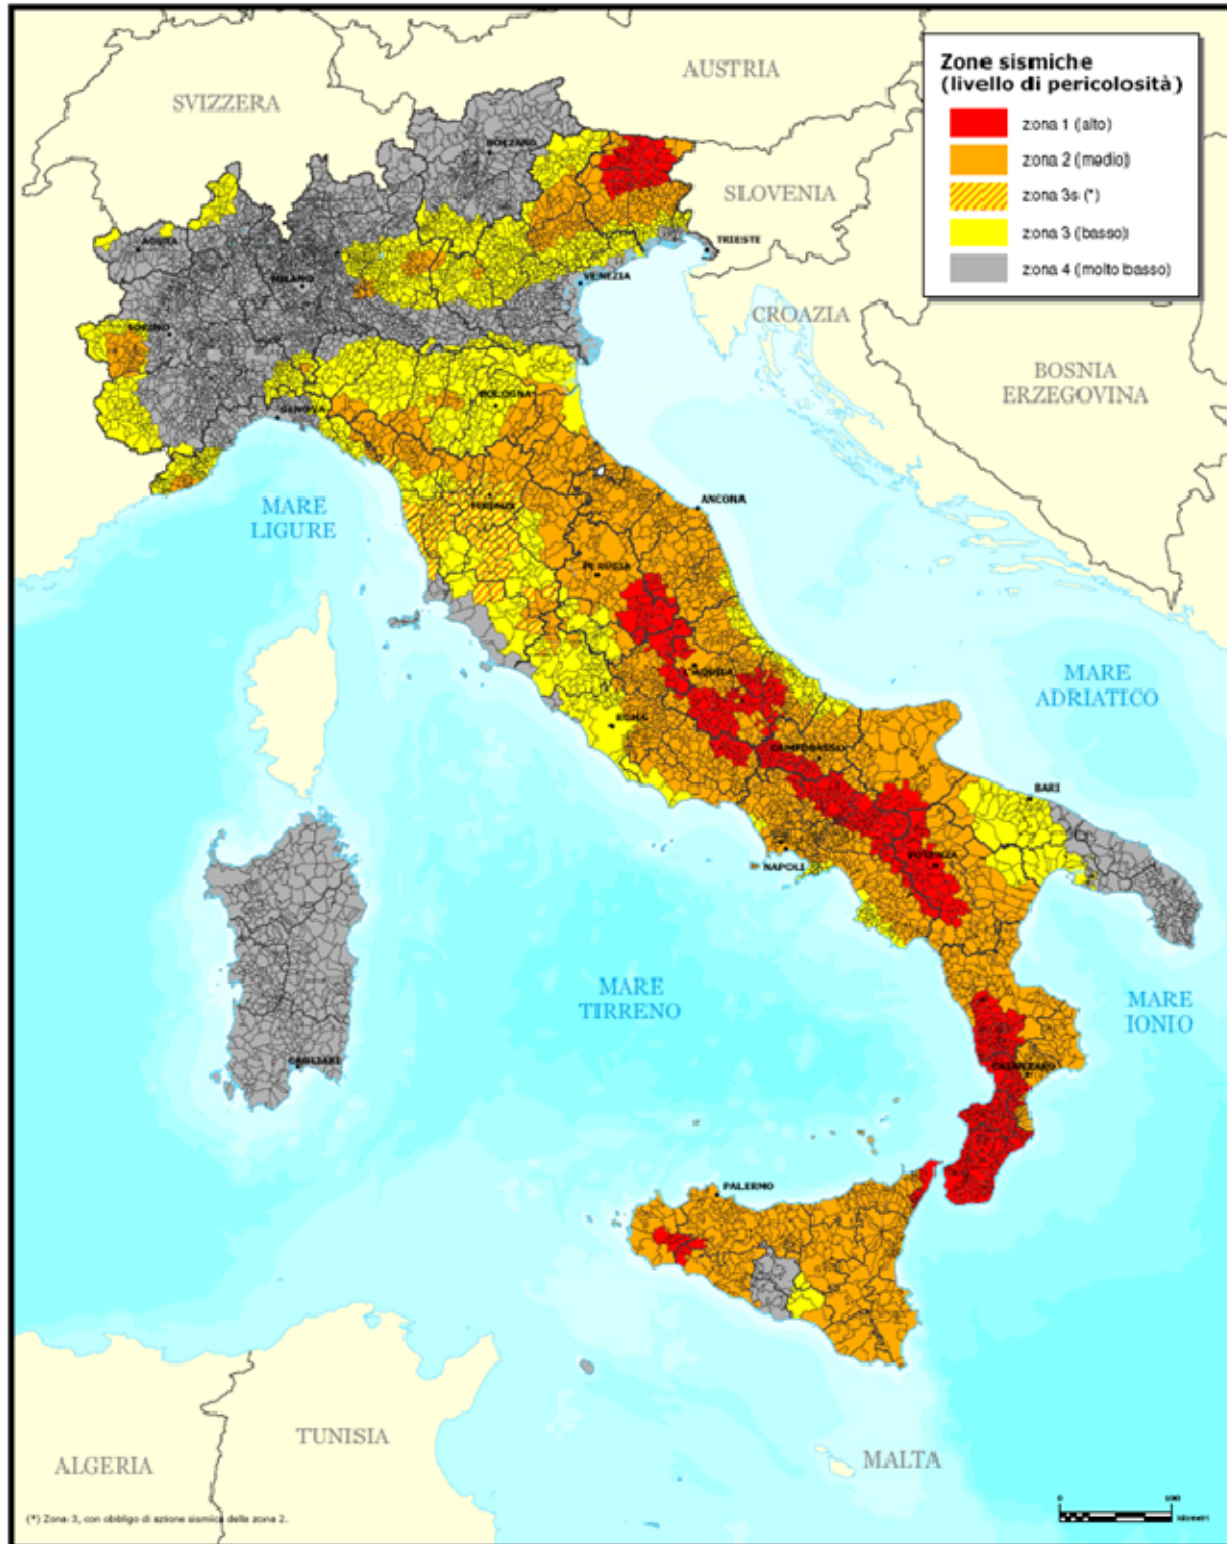 Zone sismiche
(livello di pericolosità)
zona 1 (alto)
zona 2 (medio)
zona 3s (*)
zona 3 (basso)
zona 4 (molto basso)
AUSTRIA
SVIZZERA
BOLZANO
SLOVENIA
TRIESTE
AOSTA
MILANO
VENEZIA
CROAZIA
TORINO
BOSNIA
ERZEGOVINA
BOLOGNA
GENOVA
MARE
LIGURE
FIRENZE
ANCONA
PERUGIA
L'AQUILA
MARE
ADRIATICO
ROMA
CAMPOBASSO
BARI
NAPOLI
POTENZA
MARE
TIRRENO
MARE
IONIO
CAGLIARI
CATANZARO
PALERMO
TUNISIA
ALGERIA
MALTA
0 100
kilometri
(*) Zona 3, con obbligo di azione sismica della zona 2.